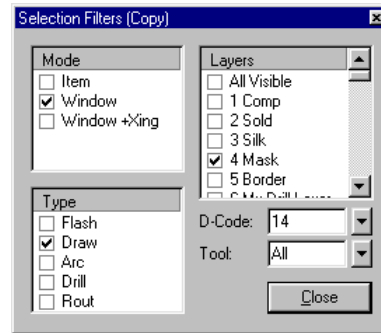 Selection Filters (Copy)
Mode
Item
Window
Window +Xing
Layers
All Visible
1 Comp
2 Sold
3 Silk
4 Mask
5 Border
Type
Flash
Draw
Arc
Drill
Rout
D-Code: 14
Tool: All
Close